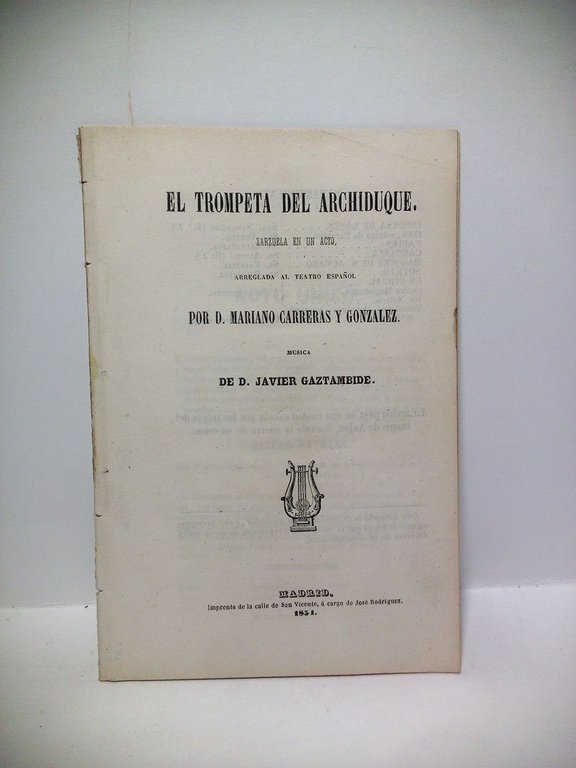 EL TROMPETA DEL ARCHIDUQUE.
ZARZUELA EN UN ACTO,
ARREGLADA AL TEATRO ESPAÑOL
POR D. MARIANO CARRERAS Y GONZALEZ.
MUSICA
DE D. JAVIER GAZTAMBIDE.
MADRID.
Imprenta de la calle de San Vicente, á cargo de José Rodriguez.
1854.